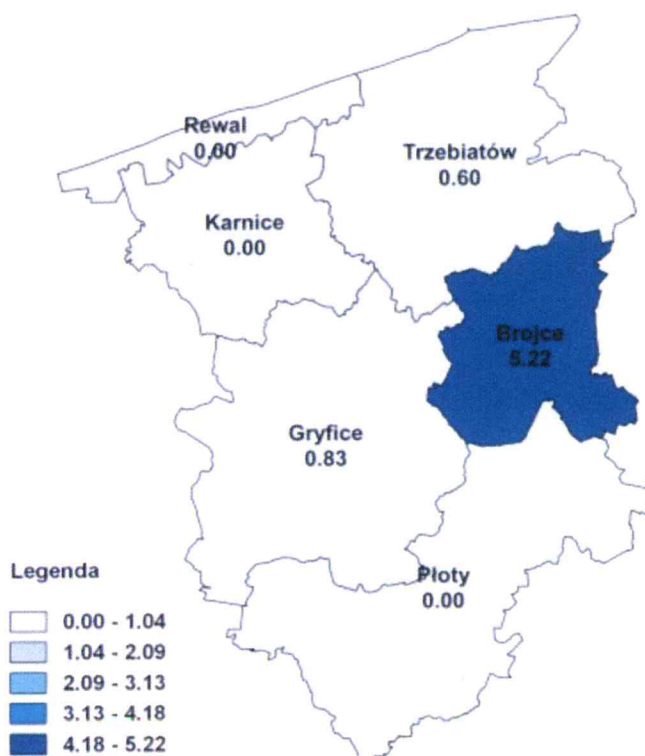 Rewal
0.00
Trzebiatów
0.60
Karnice
0.00
Brojce
5.22
Gryfice
0.83
Płoty
0.00
Legenda
0.00 - 1.04
1.04 - 2.09
2.09 - 3.13
3.13 - 4.18
4.18 - 5.22